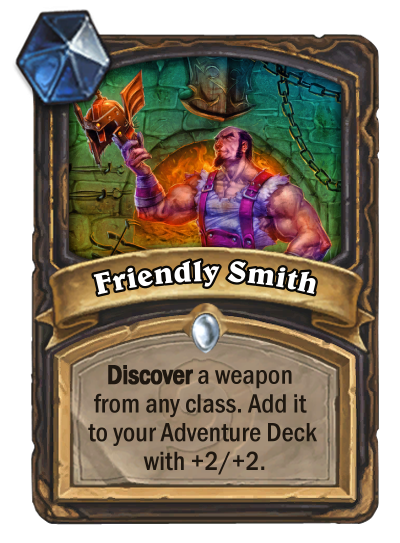 Friendly Smith
Discover a weapon
from any class. Add it
to your Adventure Deck
with +2/+2.